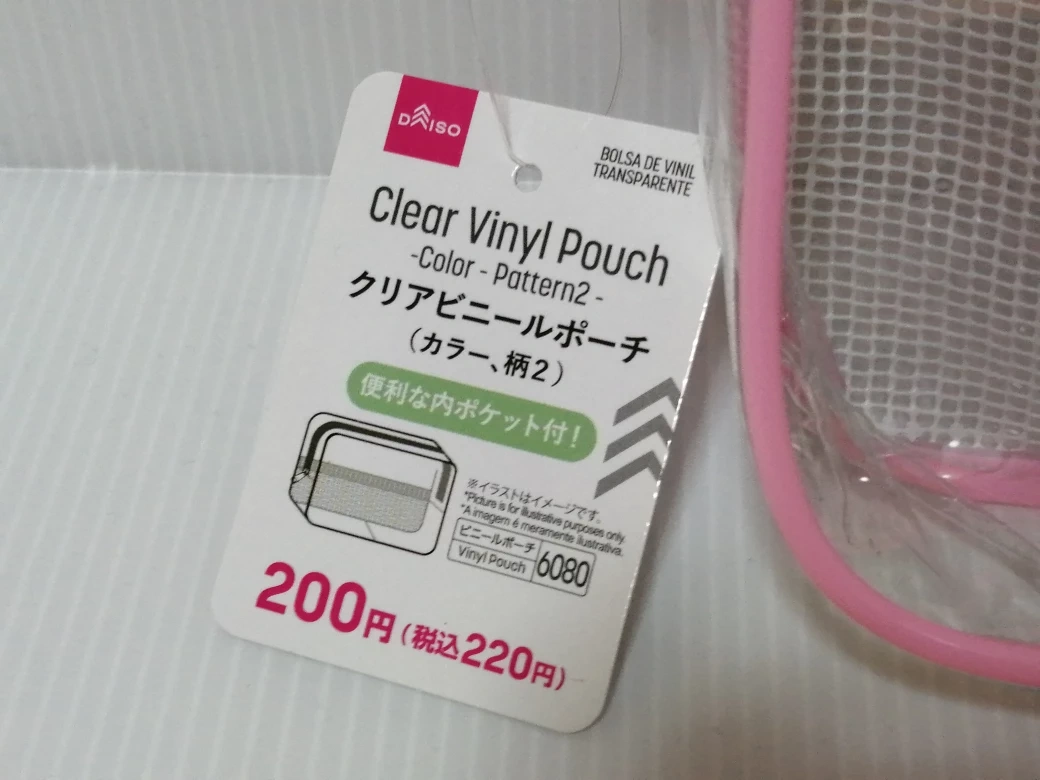 DAISO
BOLSA DE VINIL
TRANSPARENTE
Clear Vinyl Pouch
-Color - Pattern2 -
クリアビニールポーチ
(カラー、柄2)
便利な内ポケット付!
※イラストはイメージです。
*Picture is for illustrative purposes only.
*A imagem é meramente ilustrativa.
ビニールポーチ
Vinyl Pouch
6080
200円(税込220円)